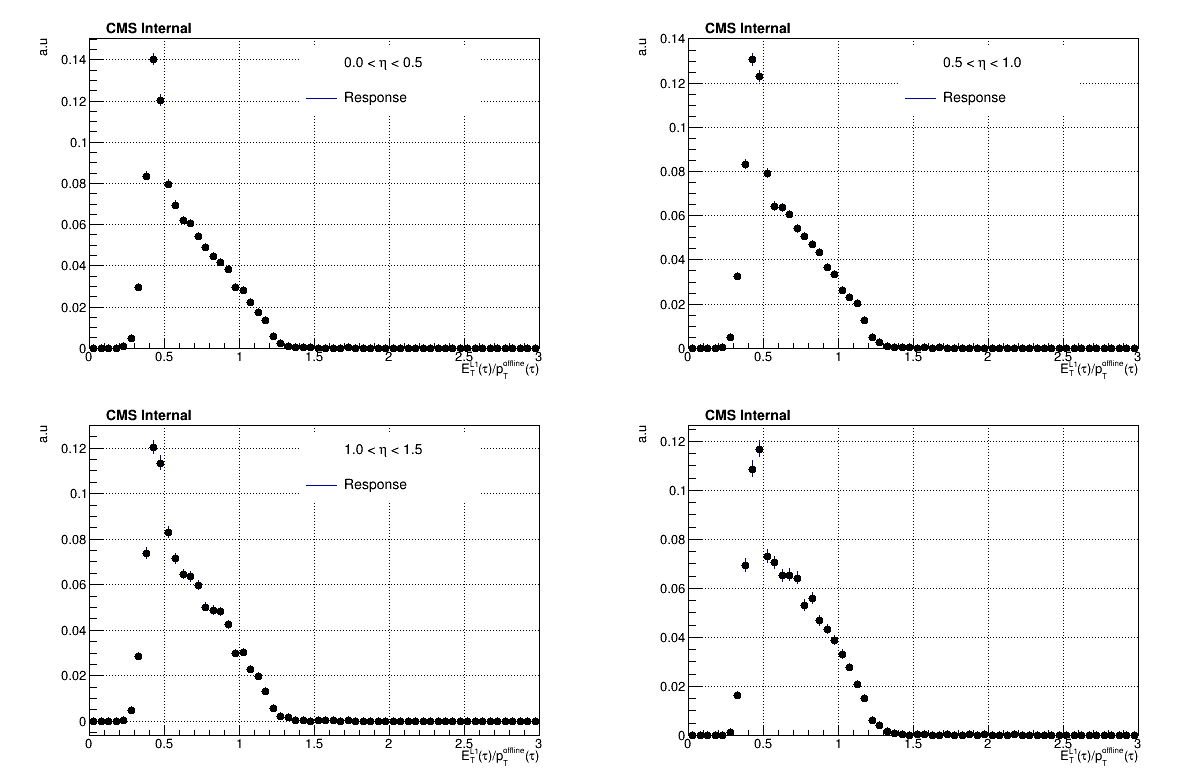 CMS Internal
a.u
0.14
0.12
0.1
0.08
0.06
0.04
0.02
0
0.0 < η < 0.5
Response
0 0.5 1 1.5 2 2.5 3
E_T^L1(τ)/p_T^offline(τ)
CMS Internal
a.u
0.14
0.12
0.1
0.08
0.06
0.04
0.02
0
0.5 < η < 1.0
Response
0 0.5 1 1.5 2 2.5 3
E_T^L1(τ)/p_T^offline(τ)
CMS Internal
a.u
0.12
0.1
0.08
0.06
0.04
0.02
0
1.0 < η < 1.5
Response
0 0.5 1 1.5 2 2.5 3
E_T^L1(τ)/p_T^offline(τ)
CMS Internal
a.u
0.12
0.1
0.08
0.06
0.04
0.02
0
0 0.5 1 1.5 2 2.5 3
E_T^L1(τ)/p_T^offline(τ)